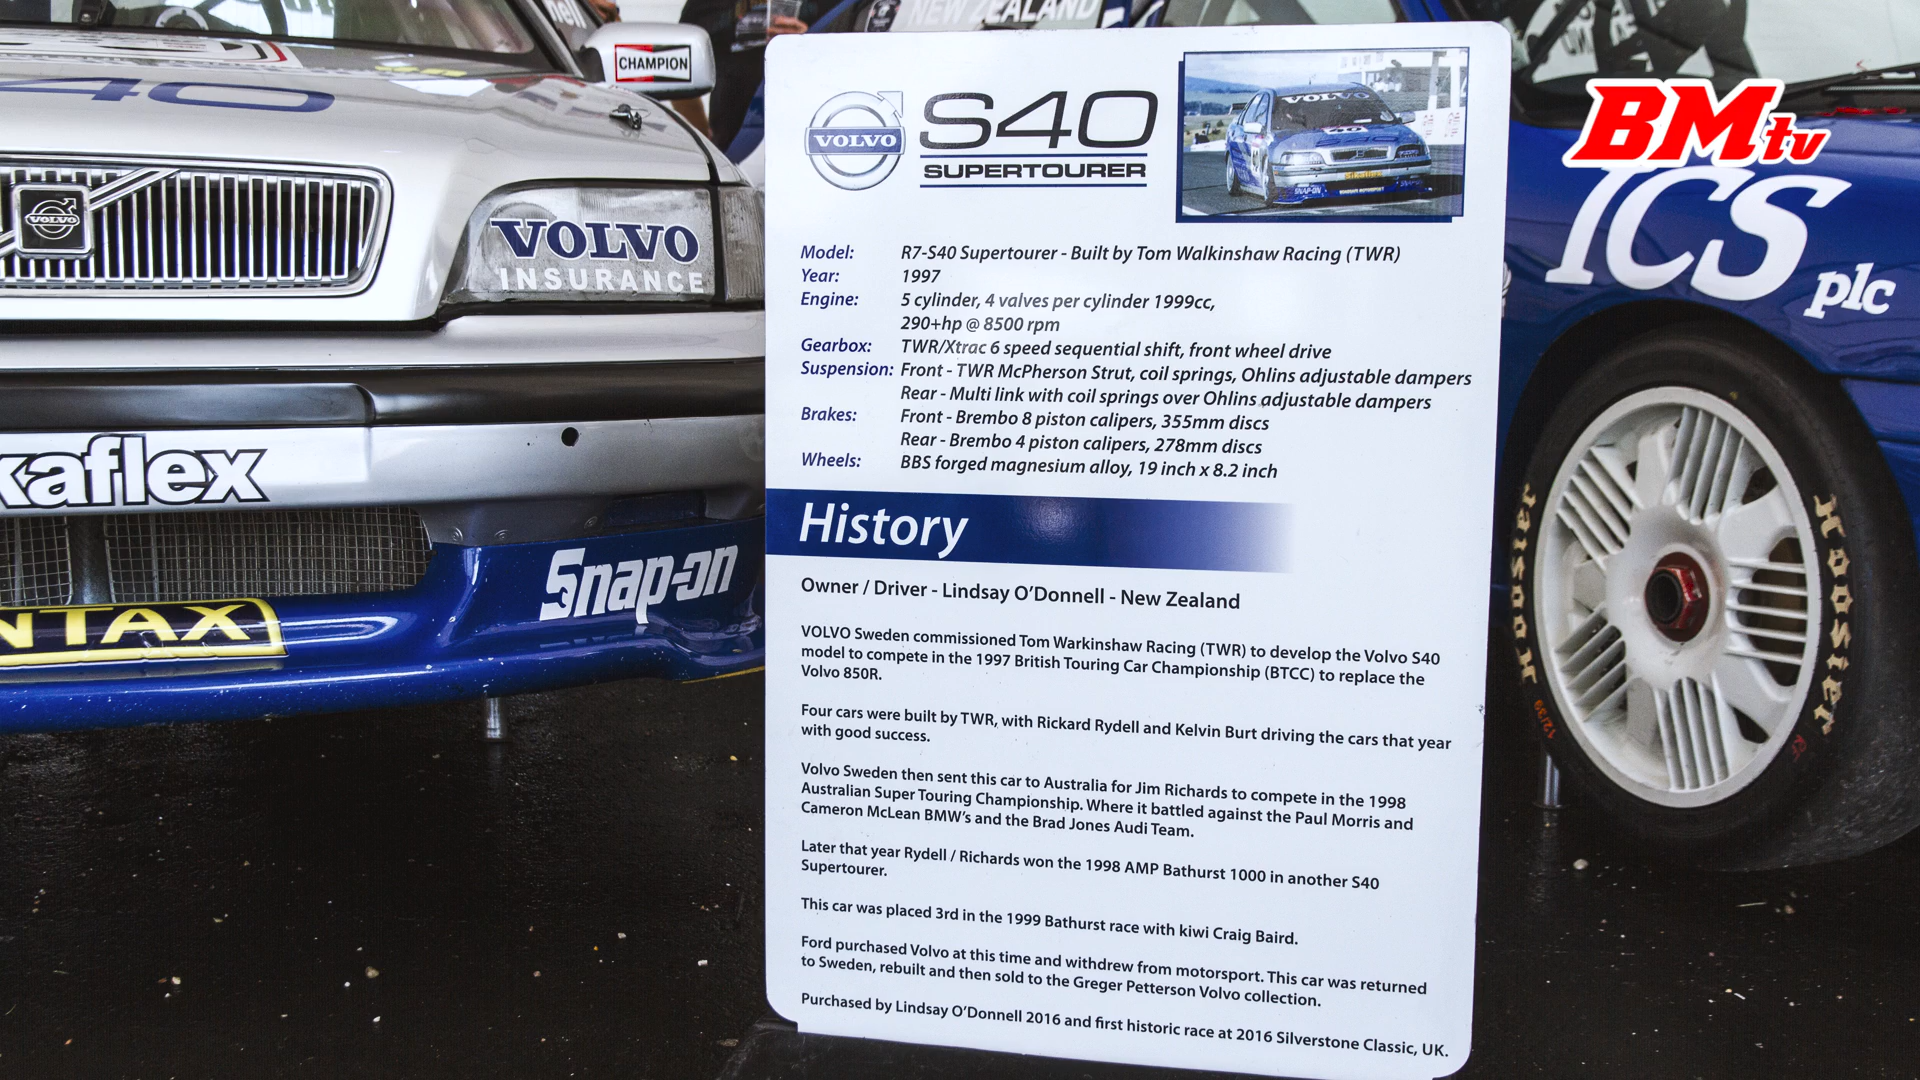 NEW ZEALAND
CHAMPION
40
VOLVO
VOLVO
INSURANCE
kaflex
Snap-on
NTAX
VOLVO
S40
SUPERTOURER
VOLVO
40
SNAP-ON
Model: R7-S40 Supertourer - Built by Tom Walkinshaw Racing (TWR)
Year: 1997
Engine: 5 cylinder, 4 valves per cylinder 1999cc,
290+hp @ 8500 rpm
Gearbox: TWR/Xtrac 6 speed sequential shift, front wheel drive
Suspension: Front - TWR McPherson Strut, coil springs, Ohlins adjustable dampers
Rear - Multi link with coil springs over Ohlins adjustable dampers
Brakes: Front - Brembo 8 piston calipers, 355mm discs
Rear - Brembo 4 piston calipers, 278mm discs
Wheels: BBS forged magnesium alloy, 19 inch x 8.2 inch
History
Owner / Driver - Lindsay O'Donnell - New Zealand
VOLVO Sweden commissioned Tom Warkinshaw Racing (TWR) to develop the Volvo S40
model to compete in the 1997 British Touring Car Championship (BTCC) to replace the
Volvo 850R.
Four cars were built by TWR, with Rickard Rydell and Kelvin Burt driving the cars that year
with good success.
Volvo Sweden then sent this car to Australia for Jim Richards to compete in the 1998
Australian Super Touring Championship. Where it battled against the Paul Morris and
Cameron McLean BMW's and the Brad Jones Audi Team.
Later that year Rydell / Richards won the 1998 AMP Bathurst 1000 in another S40
Supertourer.
This car was placed 3rd in the 1999 Bathurst race with kiwi Craig Baird.
Ford purchased Volvo at this time and withdrew from motorsport. This car was returned
to Sweden, rebuilt and then sold to the Greger Petterson Volvo collection.
Purchased by Lindsay O'Donnell 2016 and first historic race at 2016 Silverstone Classic, UK.
BMtv
ICS
plc
Hoosier
Hoosier